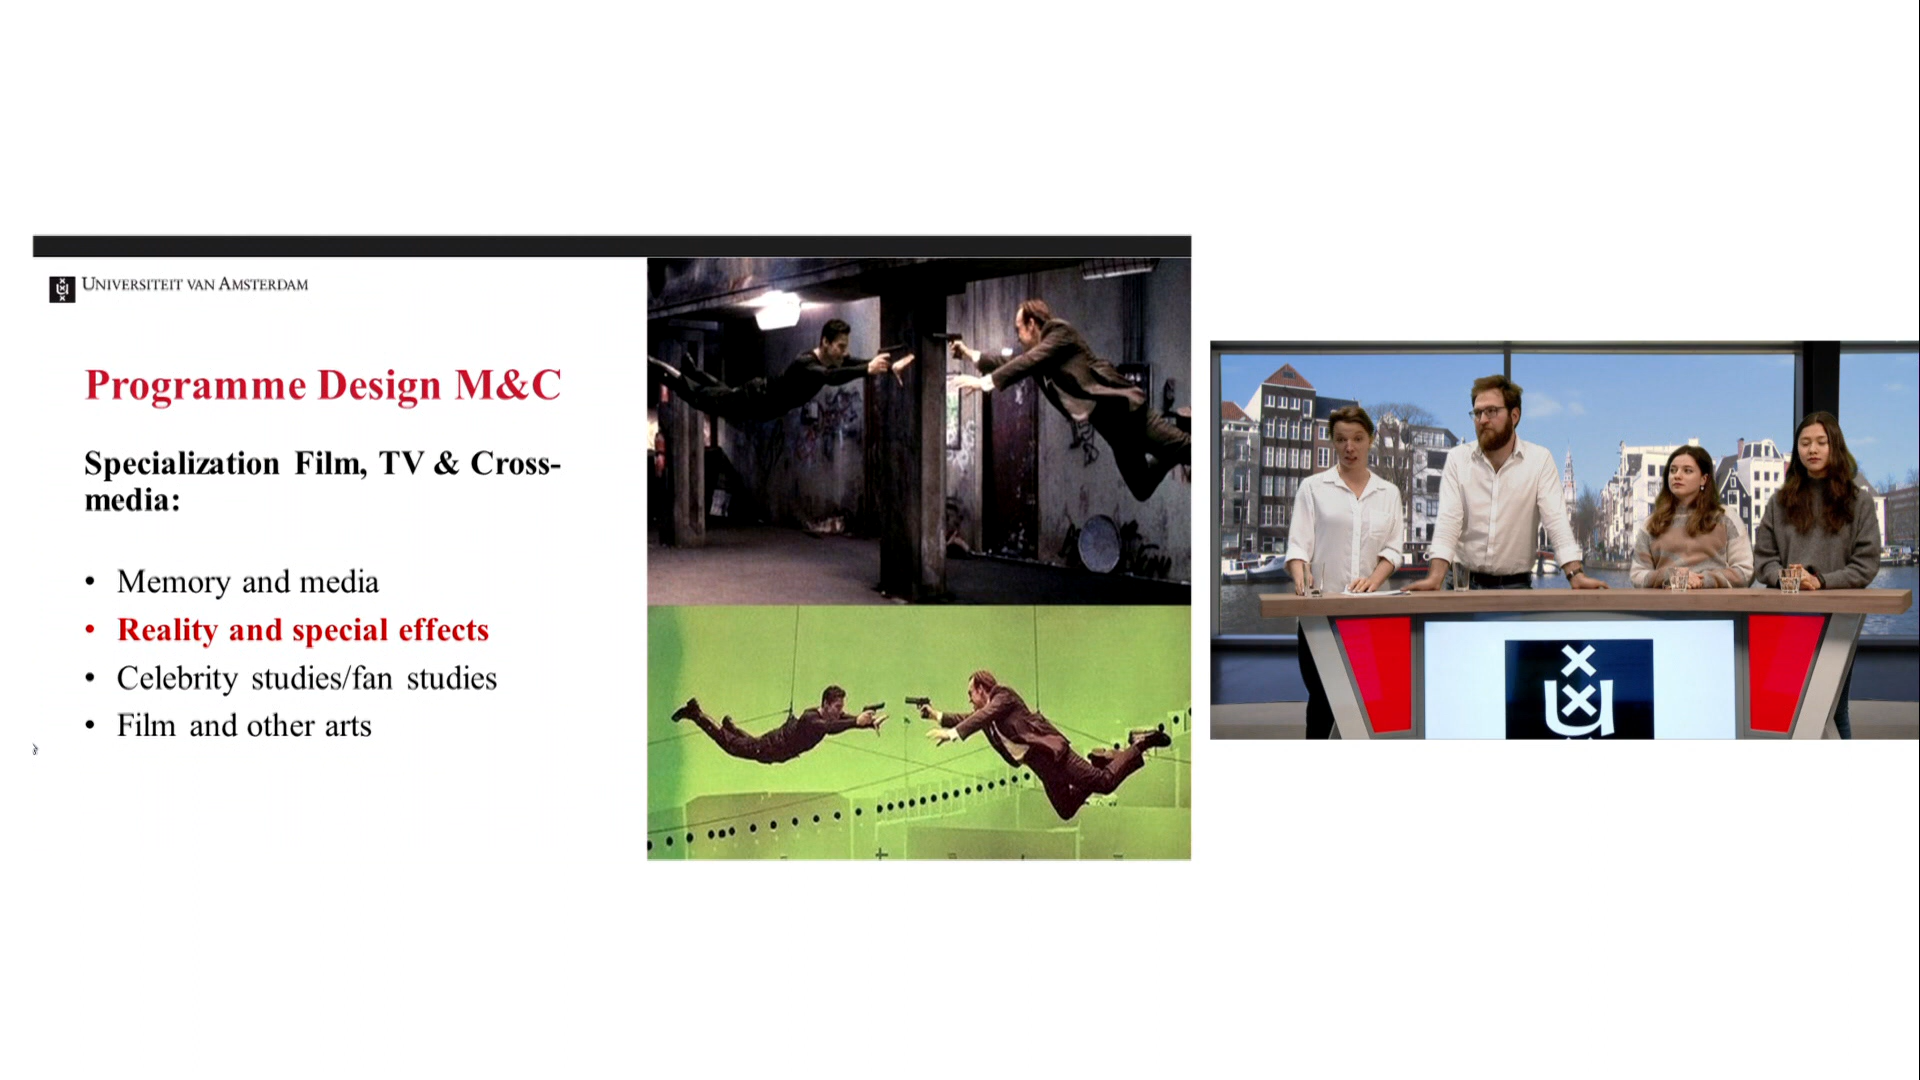 UNIVERSITEIT VAN AMSTERDAM
Programme Design M&C
Specialization Film, TV & Cross-
media:
• Memory and media
• Reality and special effects
• Celebrity studies/fan studies
• Film and other arts